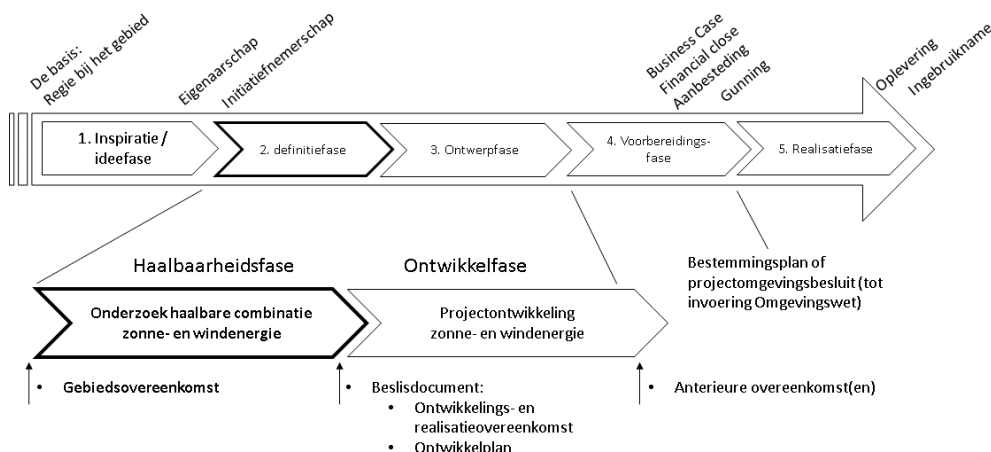 De basis:
Regie bij het gebied
Eigenaarschap
Initiatiefnemerschap
Business Case
Financial close
Aanbesteding
Gunning
Oplevering
Ingebruikname
1. Inspiratie /
ideefase
2. definitiefase
3. Ontwerpfase
4. Voorbereidings-
fase
5. Realisatiefase
Haalbaarheidsfase
Ontwikkelfase
Onderzoek haalbare combinatie
zonne- en windenergie
Projectontwikkeling
zonne- en windenergie
Bestemmingsplan of
projectomgevingsbesluit (tot
invoering Omgevingswet)
• Gebiedsovereenkomst
• Beslisdocument:
• Ontwikkelings- en
realisatieovereenkomst
• Ontwikkelplan
• Anterieure overeenkomst(en)